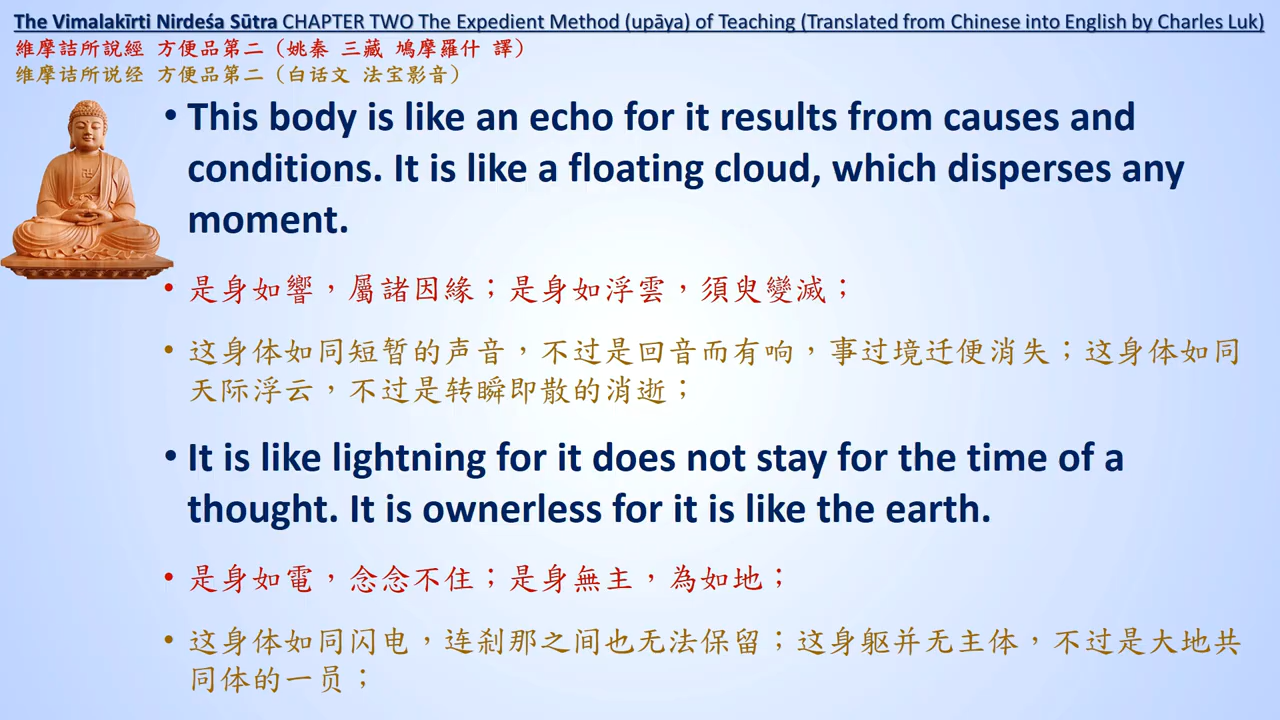 The Vimalakīrti Nirdeśa Sūtra CHAPTER TWO The Expedient Method (upāya) of Teaching (Translated from Chinese into English by Charles Luk)
維摩詰所說經 方便品第二（姚秦 三藏 鳩摩羅什 譯）
维摩诘所说经 方便品第二（白话文 法宝影音）
• This body is like an echo for it results from causes and
conditions. It is like a floating cloud, which disperses any
moment.
• 是身如響，屬諸因緣；是身如浮雲，須臾變滅；
• 这身体如同短暂的声音，不过是回音而有响，事过境迁便消失；这身体如同
天际浮云，不过是转瞬即散的消逝；
• It is like lightning for it does not stay for the time of a
thought. It is ownerless for it is like the earth.
• 是身如電，念念不住；是身無主，為如地；
• 这身体如同闪电，连刹那之间也无法保留；这身躯并无主体，不过是大地共
同体的一员；